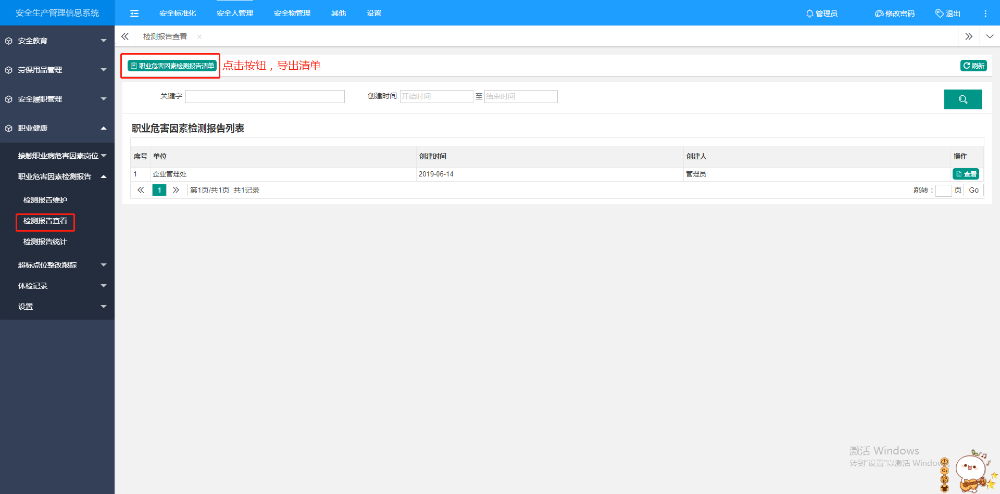 安全生产管理信息系统
安全标准化 安全人管理 安全物管理 其他 设置 管理员 修改密码 退出
检测报告查看
安全教育
劳保用品管理
安全履职管理
职业健康
接触职业病危害因素岗位...
职业危害因素检测报告
检测报告维护
检测报告查看
检测报告统计
超标点位整改跟踪
体检记录
设置
职业危害因素检测报告清单 点击按钮，导出清单 刷新
关键字 创建时间 开始时间 至 结束时间
职业危害因素检测报告列表
序号 单位 创建时间 创建人 操作
1 企业管理处 2019-06-14 管理员 查看
1 第1页/共1页 共1记录 跳转： 页 Go
激活 Windows
转到"设置"以激活 Windows。
中
简